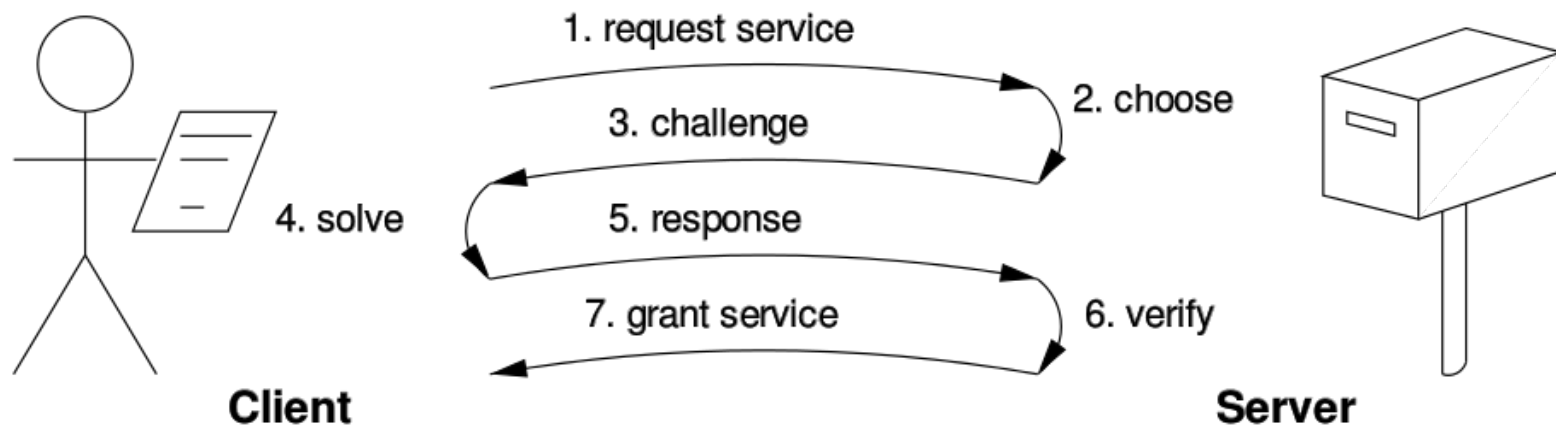 1. request service
2. choose
3. challenge
4. solve
5. response
6. verify
7. grant service
Client
Server